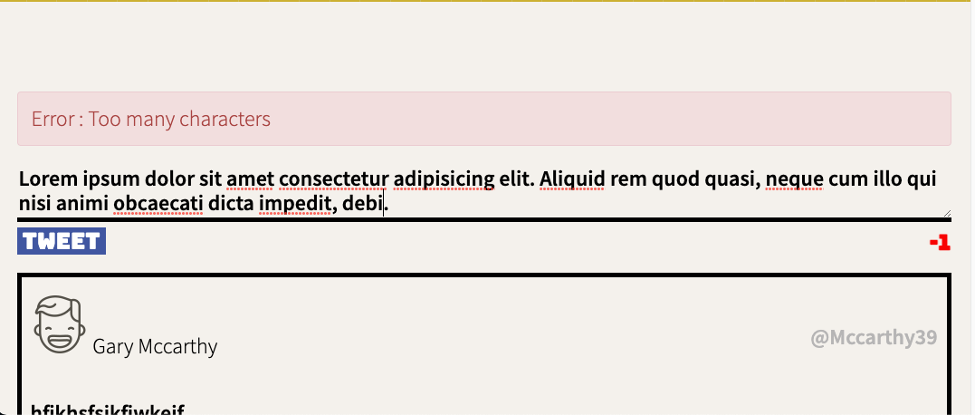 Error : Too many characters
Lorem ipsum dolor sit amet consectetur adipisicing elit. Aliquid rem quod quasi, neque cum illo qui
nisi animi obcaecati dicta impedit, debi.
TWEET
-1
Gary Mccarthy
@Mccarthy39